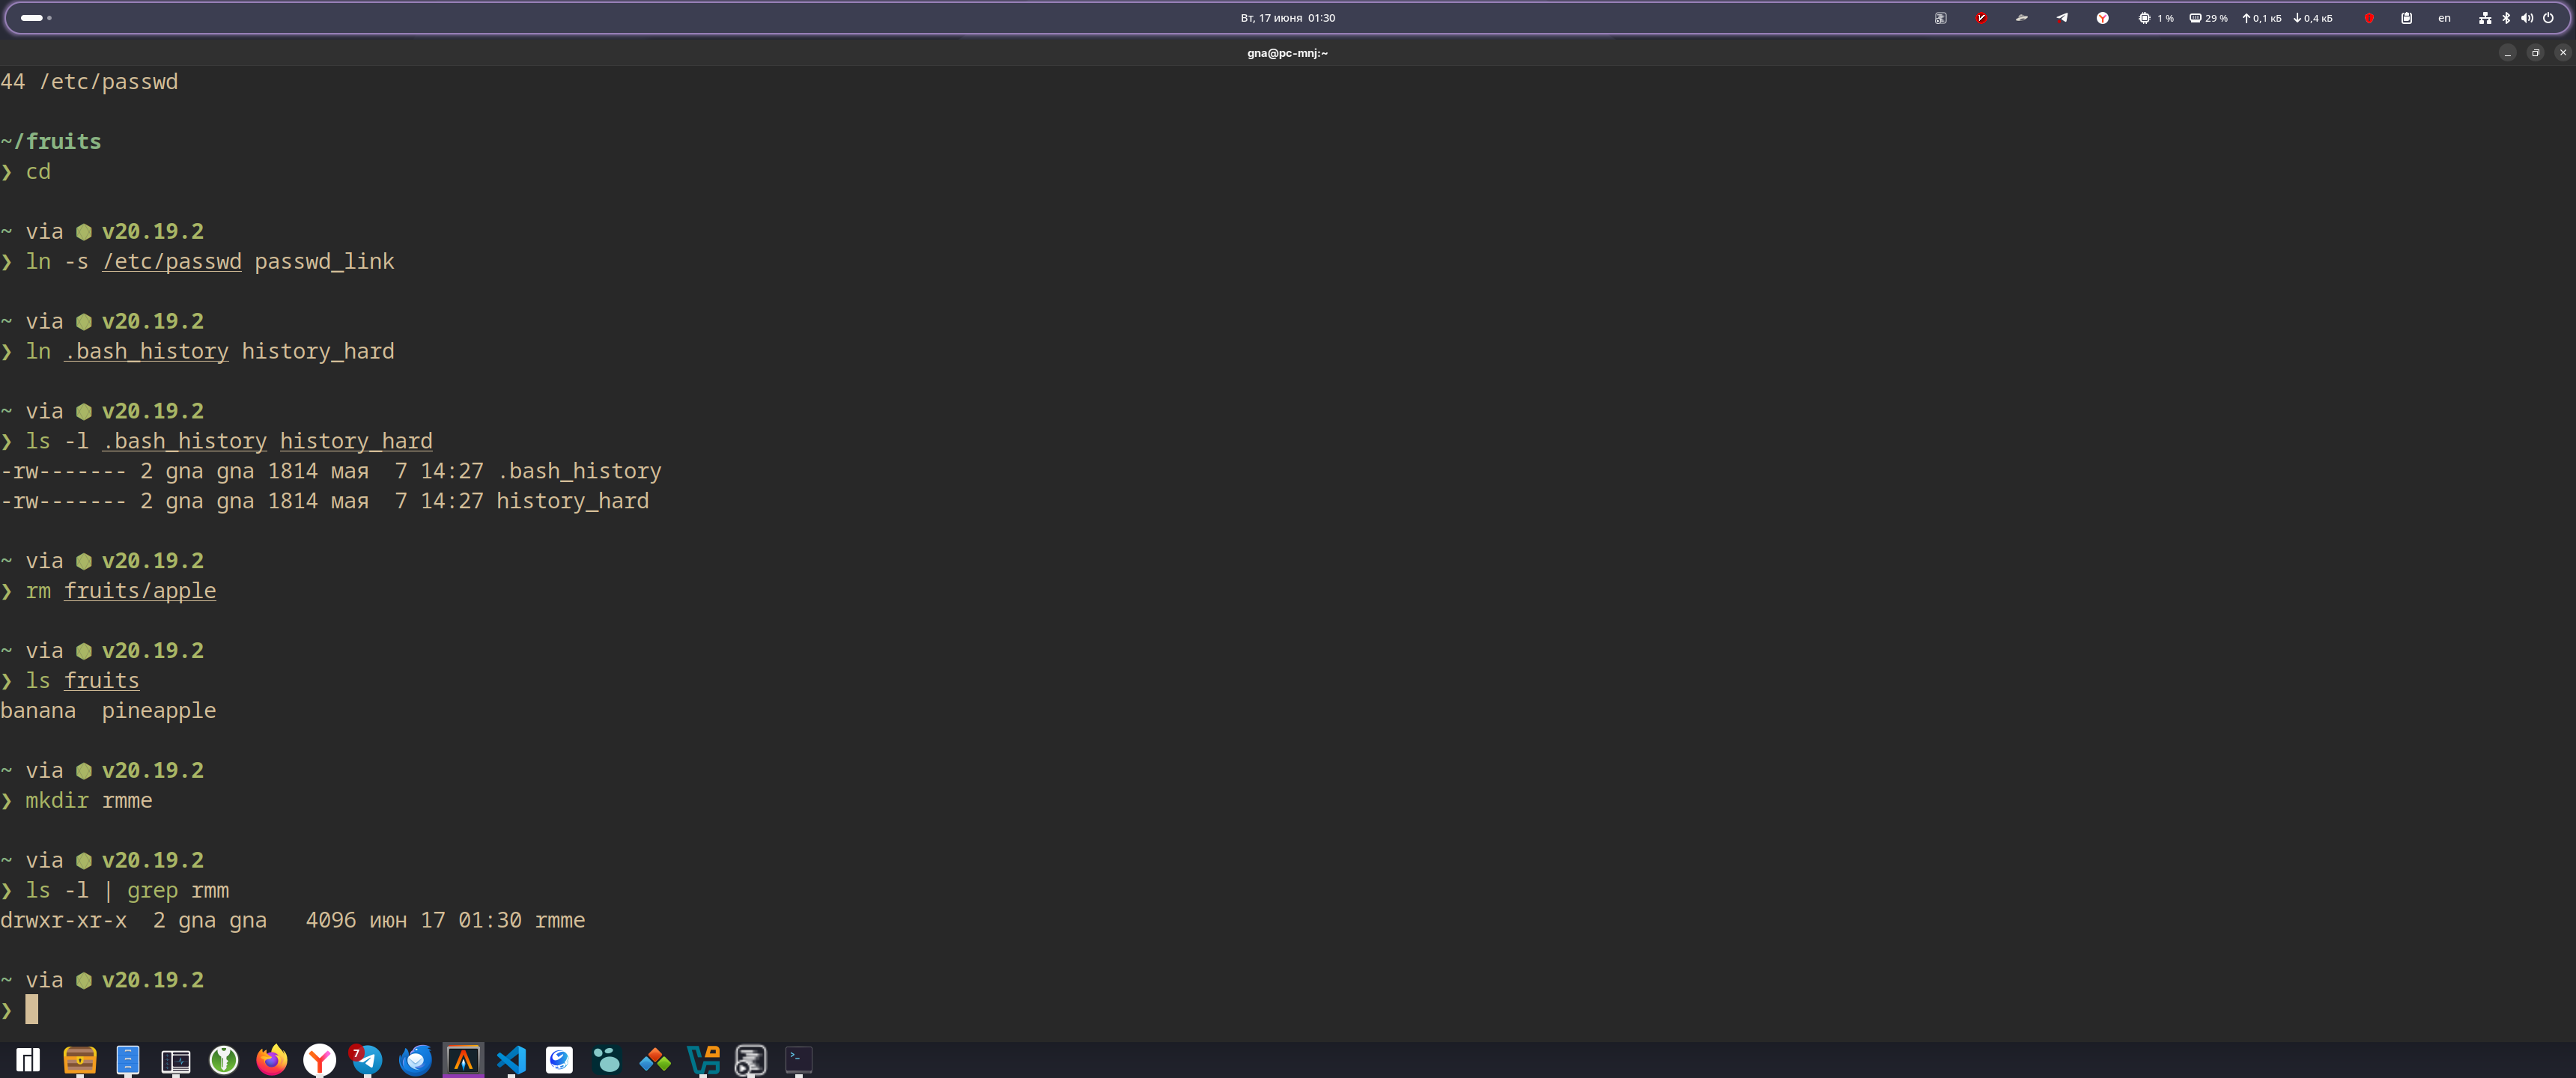 Вт, 17 июня 01:30
1 % 29 % 0,1 кБ 0,4 кБ en
gna@pc-mnj:~
44 /etc/passwd
~/fruits
❯ cd
~ via ⬢ v20.19.2
❯ ln -s /etc/passwd passwd_link
~ via ⬢ v20.19.2
❯ ln .bash_history history_hard
~ via ⬢ v20.19.2
❯ ls -l .bash_history history_hard
-rw------- 2 gna gna 1814 мая  7 14:27 .bash_history
-rw------- 2 gna gna 1814 мая  7 14:27 history_hard
~ via ⬢ v20.19.2
❯ rm fruits/apple
~ via ⬢ v20.19.2
❯ ls fruits
banana  pineapple
~ via ⬢ v20.19.2
❯ mkdir rmme
~ via ⬢ v20.19.2
❯ ls -l | grep rmm
drwxr-xr-x  2 gna gna   4096 июн 17 01:30 rmme
~ via ⬢ v20.19.2
❯
7